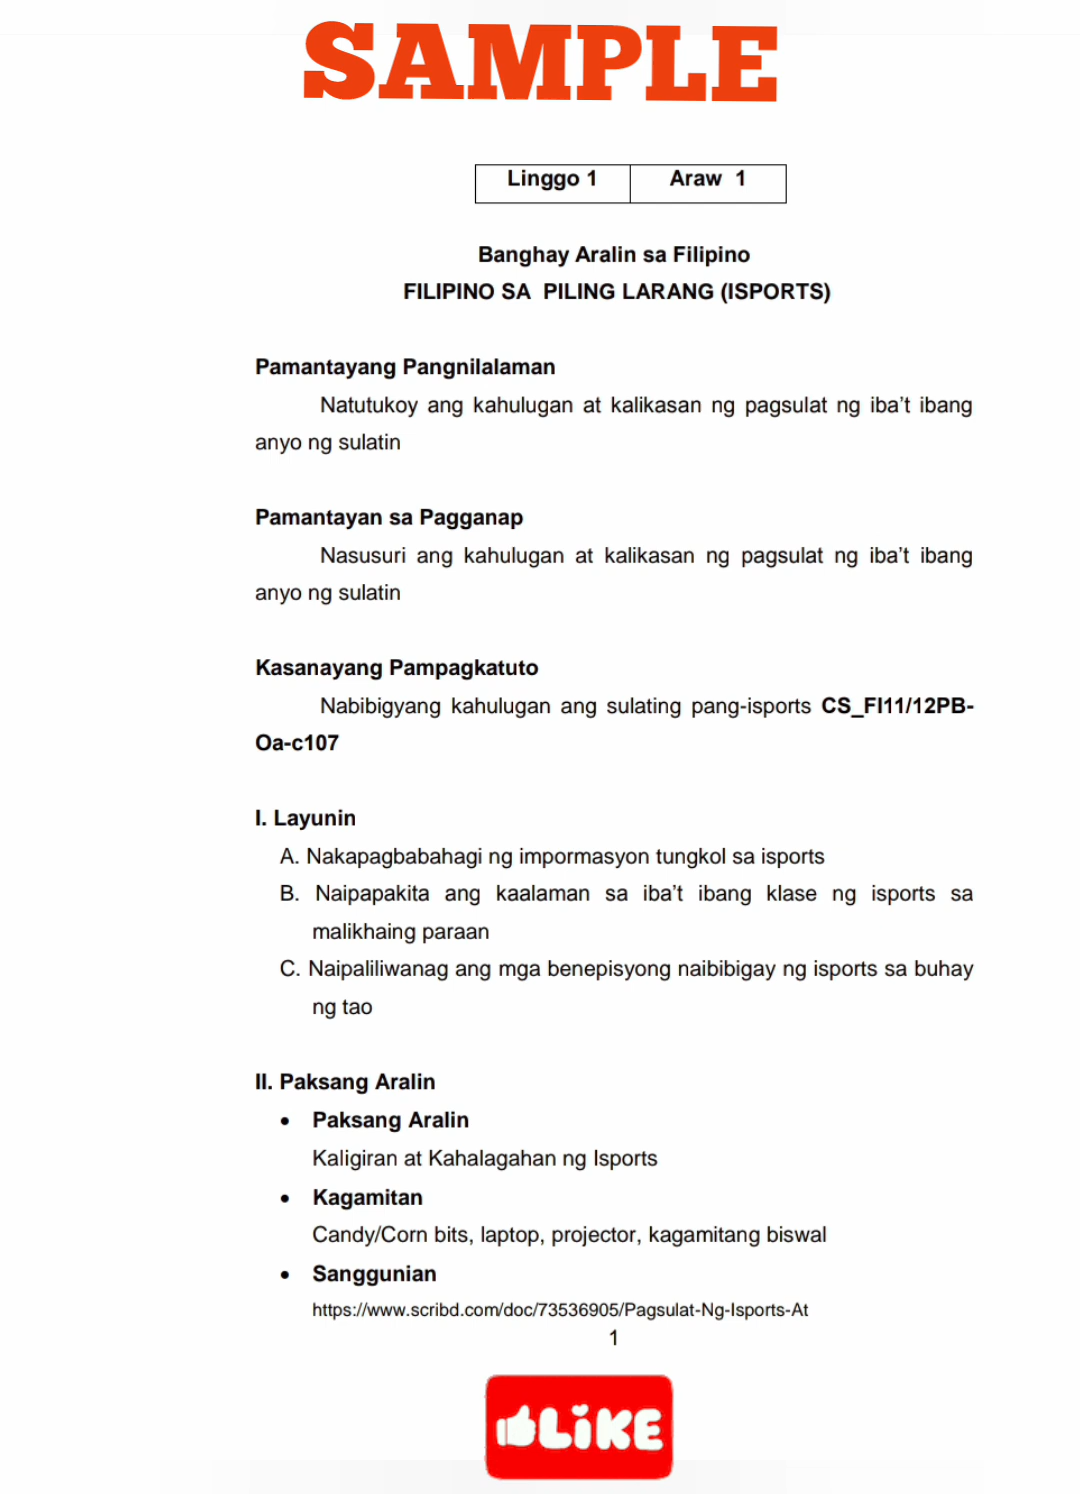 SAMPLE
Linggo 1 Araw 1
Banghay Aralin sa Filipino
FILIPINO SA PILING LARANG (ISPORTS)
Pamantayang Pangnilalaman
Natutukoy ang kahulugan at kalikasan ng pagsulat ng iba't ibang
anyo ng sulatin
Pamantayan sa Pagganap
Nasusuri ang kahulugan at kalikasan ng pagsulat ng iba't ibang
anyo ng sulatin
Kasanayang Pampagkatuto
Nabibigyang kahulugan ang sulating pang-isports CS_FI11/12PB-
Oa-c107
I. Layunin
A. Nakapagbabahagi ng impormasyon tungkol sa isports
B. Naipapakita ang kaalaman sa iba't ibang klase ng isports sa
malikhaing paraan
C. Naipaliliwanag ang mga benepisyong naibibigay ng isports sa buhay
ng tao
II. Paksang Aralin
• Paksang Aralin
Kaligiran at Kahalagahan ng Isports
• Kagamitan
Candy/Corn bits, laptop, projector, kagamitang biswal
• Sanggunian
https://www.scribd.com/doc/73536905/Pagsulat-Ng-Isports-At
1
LiKE